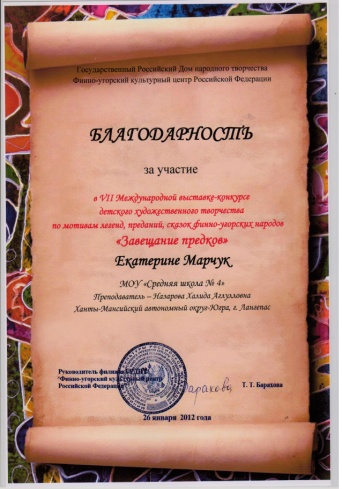 Государственный Российский Дом народного творчества
Финно-угорский культурный центр Российской Федерации
БЛАГОДАРНОСТЬ
за участие
в VII Международной выставке-конкурсе
детского художественного творчества
по мотивам легенд, преданий, сказок финно-угорских народов
«Завещание предков»
Екатерине Марчук
МОУ «Средняя школа № 4»
Преподаватель – Назарова Халида
Ханты-Мансийский автономный округ-Югра, г. Лангепас
Руководитель филиала ГРДНТ
"Финно-угорский культурный центр
Российской Федерации"
Т. Г. Барахова
26 января 2012 года